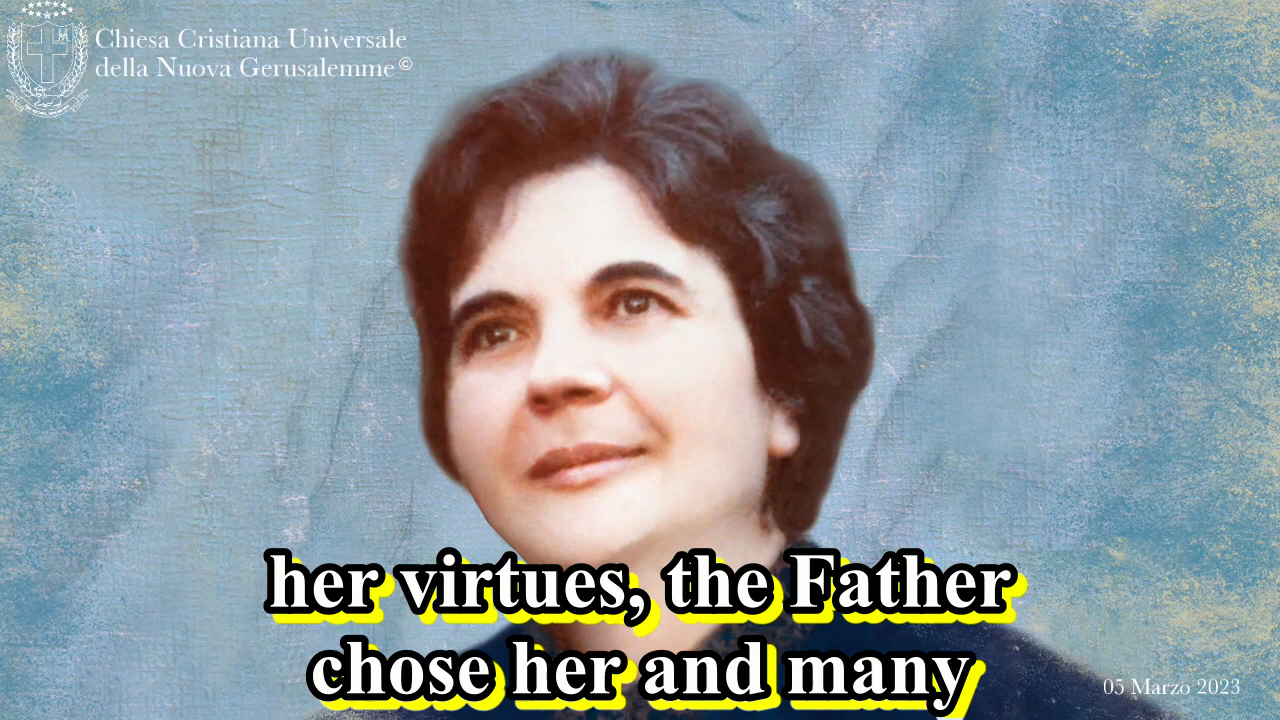 Chiesa Cristiana Universale
della Nuova Gerusalemme©
her virtues, the Father
chose her and many
05 Marzo 2023